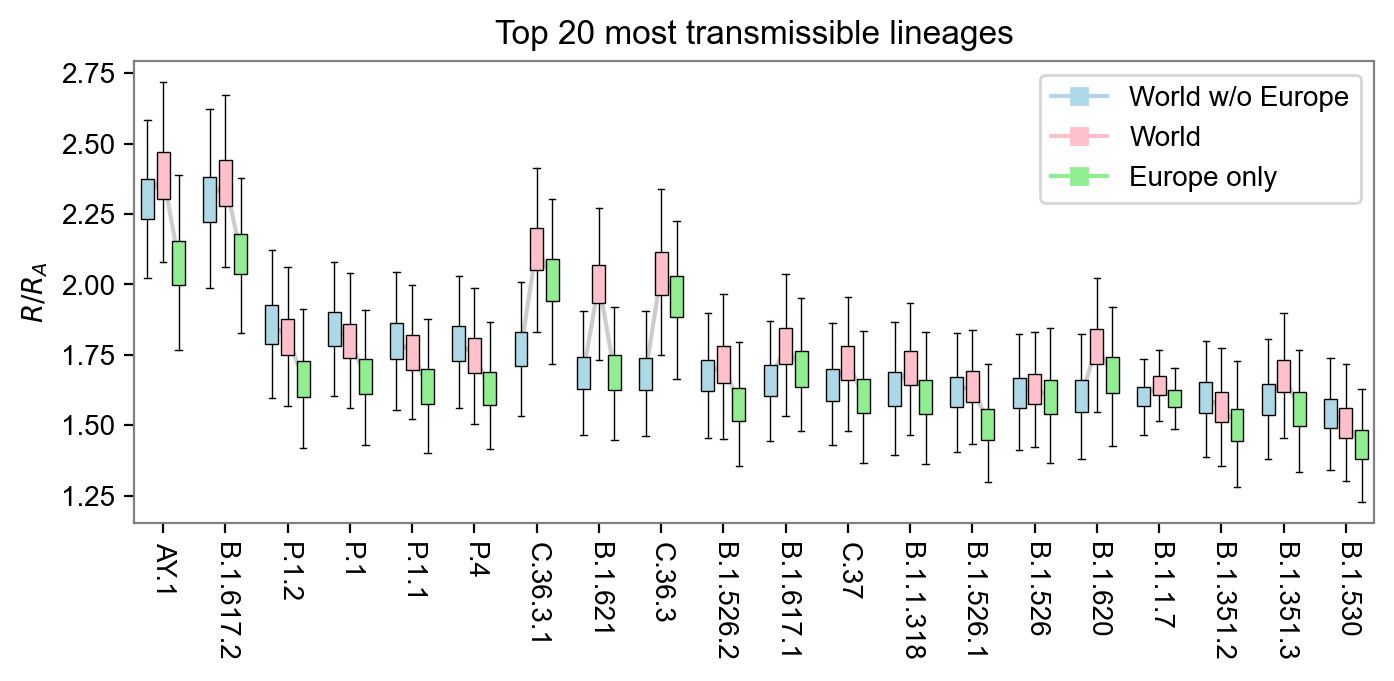 Top 20 most transmissible lineages
2.75
2.50
2.25
2.00
1.75
1.50
1.25
R/R_A
World w/o Europe
World
Europe only
AY.1
B.1.617.2
P.1.2
P.1
P.1.1
P.4
C.36.3.1
B.1.621
C.36.3
B.1.526.2
B.1.617.1
C.37
B.1.1.318
B.1.526.1
B.1.526
B.1.620
B.1.1.7
B.1.351.2
B.1.351.3
B.1.530